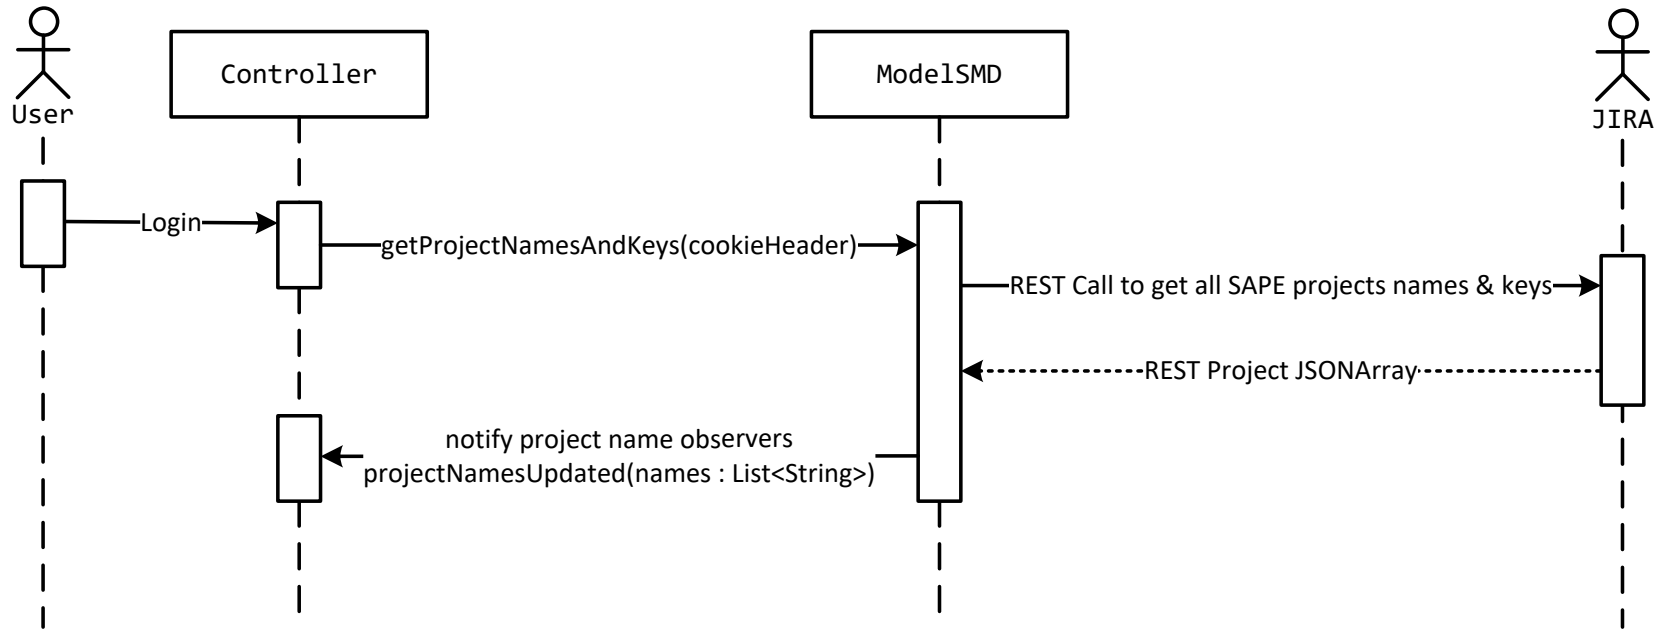 User
Controller
ModelSMD
JIRA
Login
getProjectNamesAndKeys(cookieHeader)
REST Call to get all SAPE projects names & keys
REST Project JSONArray
notify project name observers
projectNamesUpdated(names : List<String>)